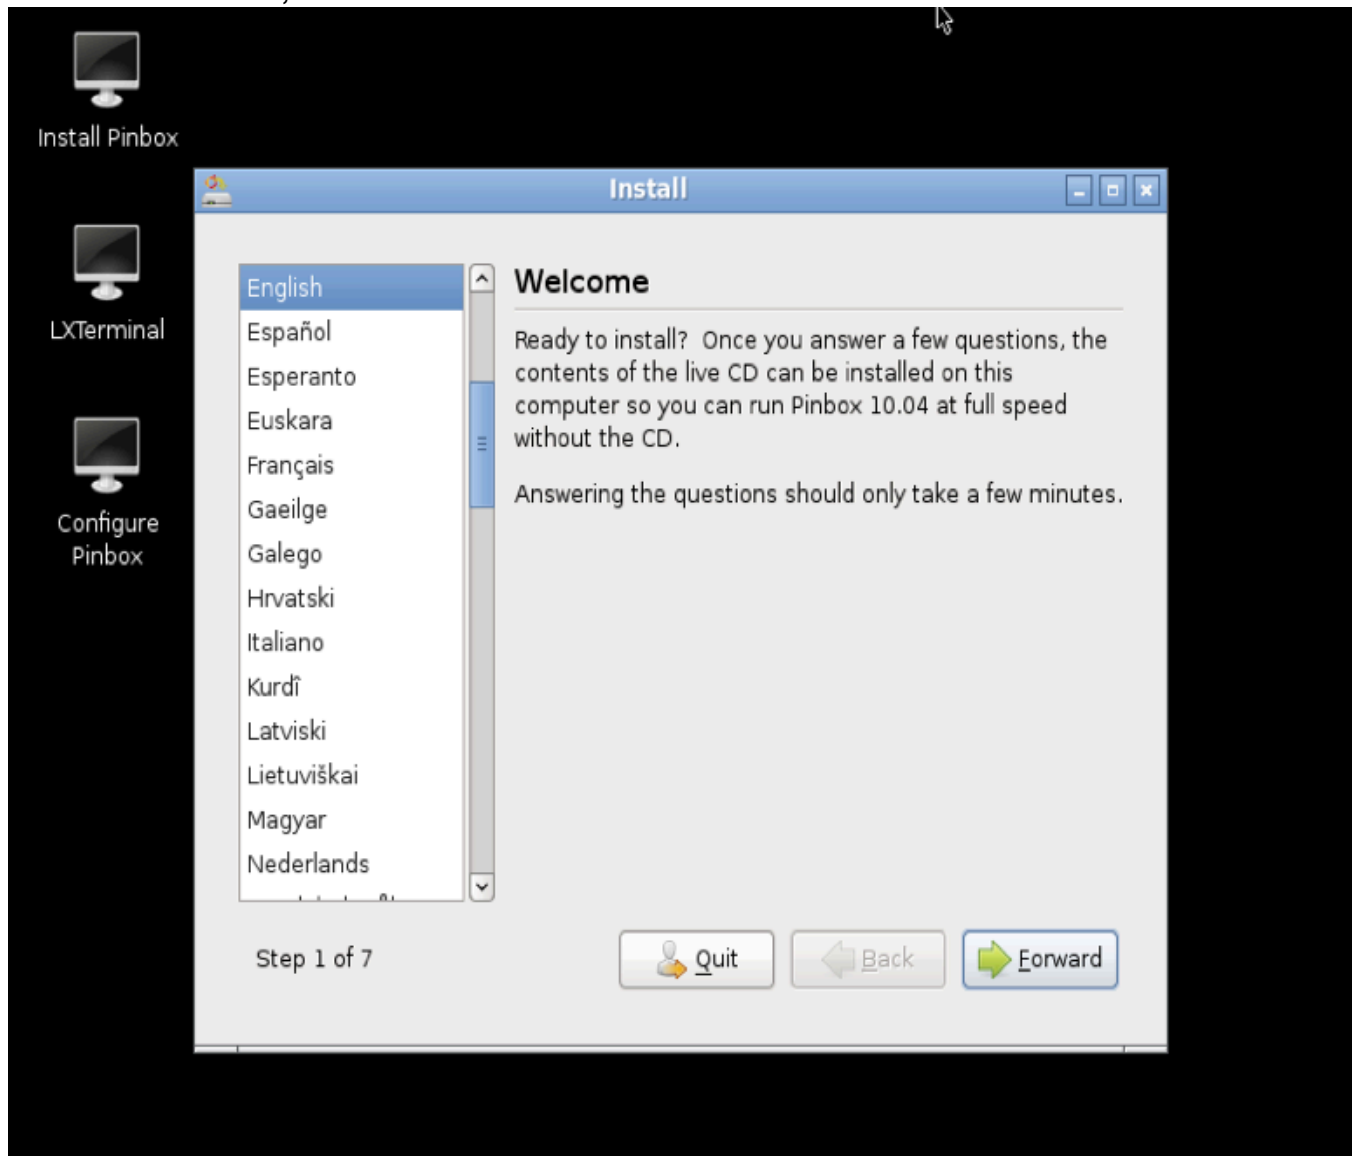 Install Pinbox
LXTerminal
Configure
Pinbox
Install
English
Español
Esperanto
Euskara
Français
Gaeilge
Galego
Hrvatski
Italiano
Kurdî
Latviski
Lietuviškai
Magyar
Nederlands
Welcome
Ready to install? Once you answer a few questions, the
contents of the live CD can be installed on this
computer so you can run Pinbox 10.04 at full speed
without the CD.
Answering the questions should only take a few minutes.
Step 1 of 7
Quit
Back
Forward